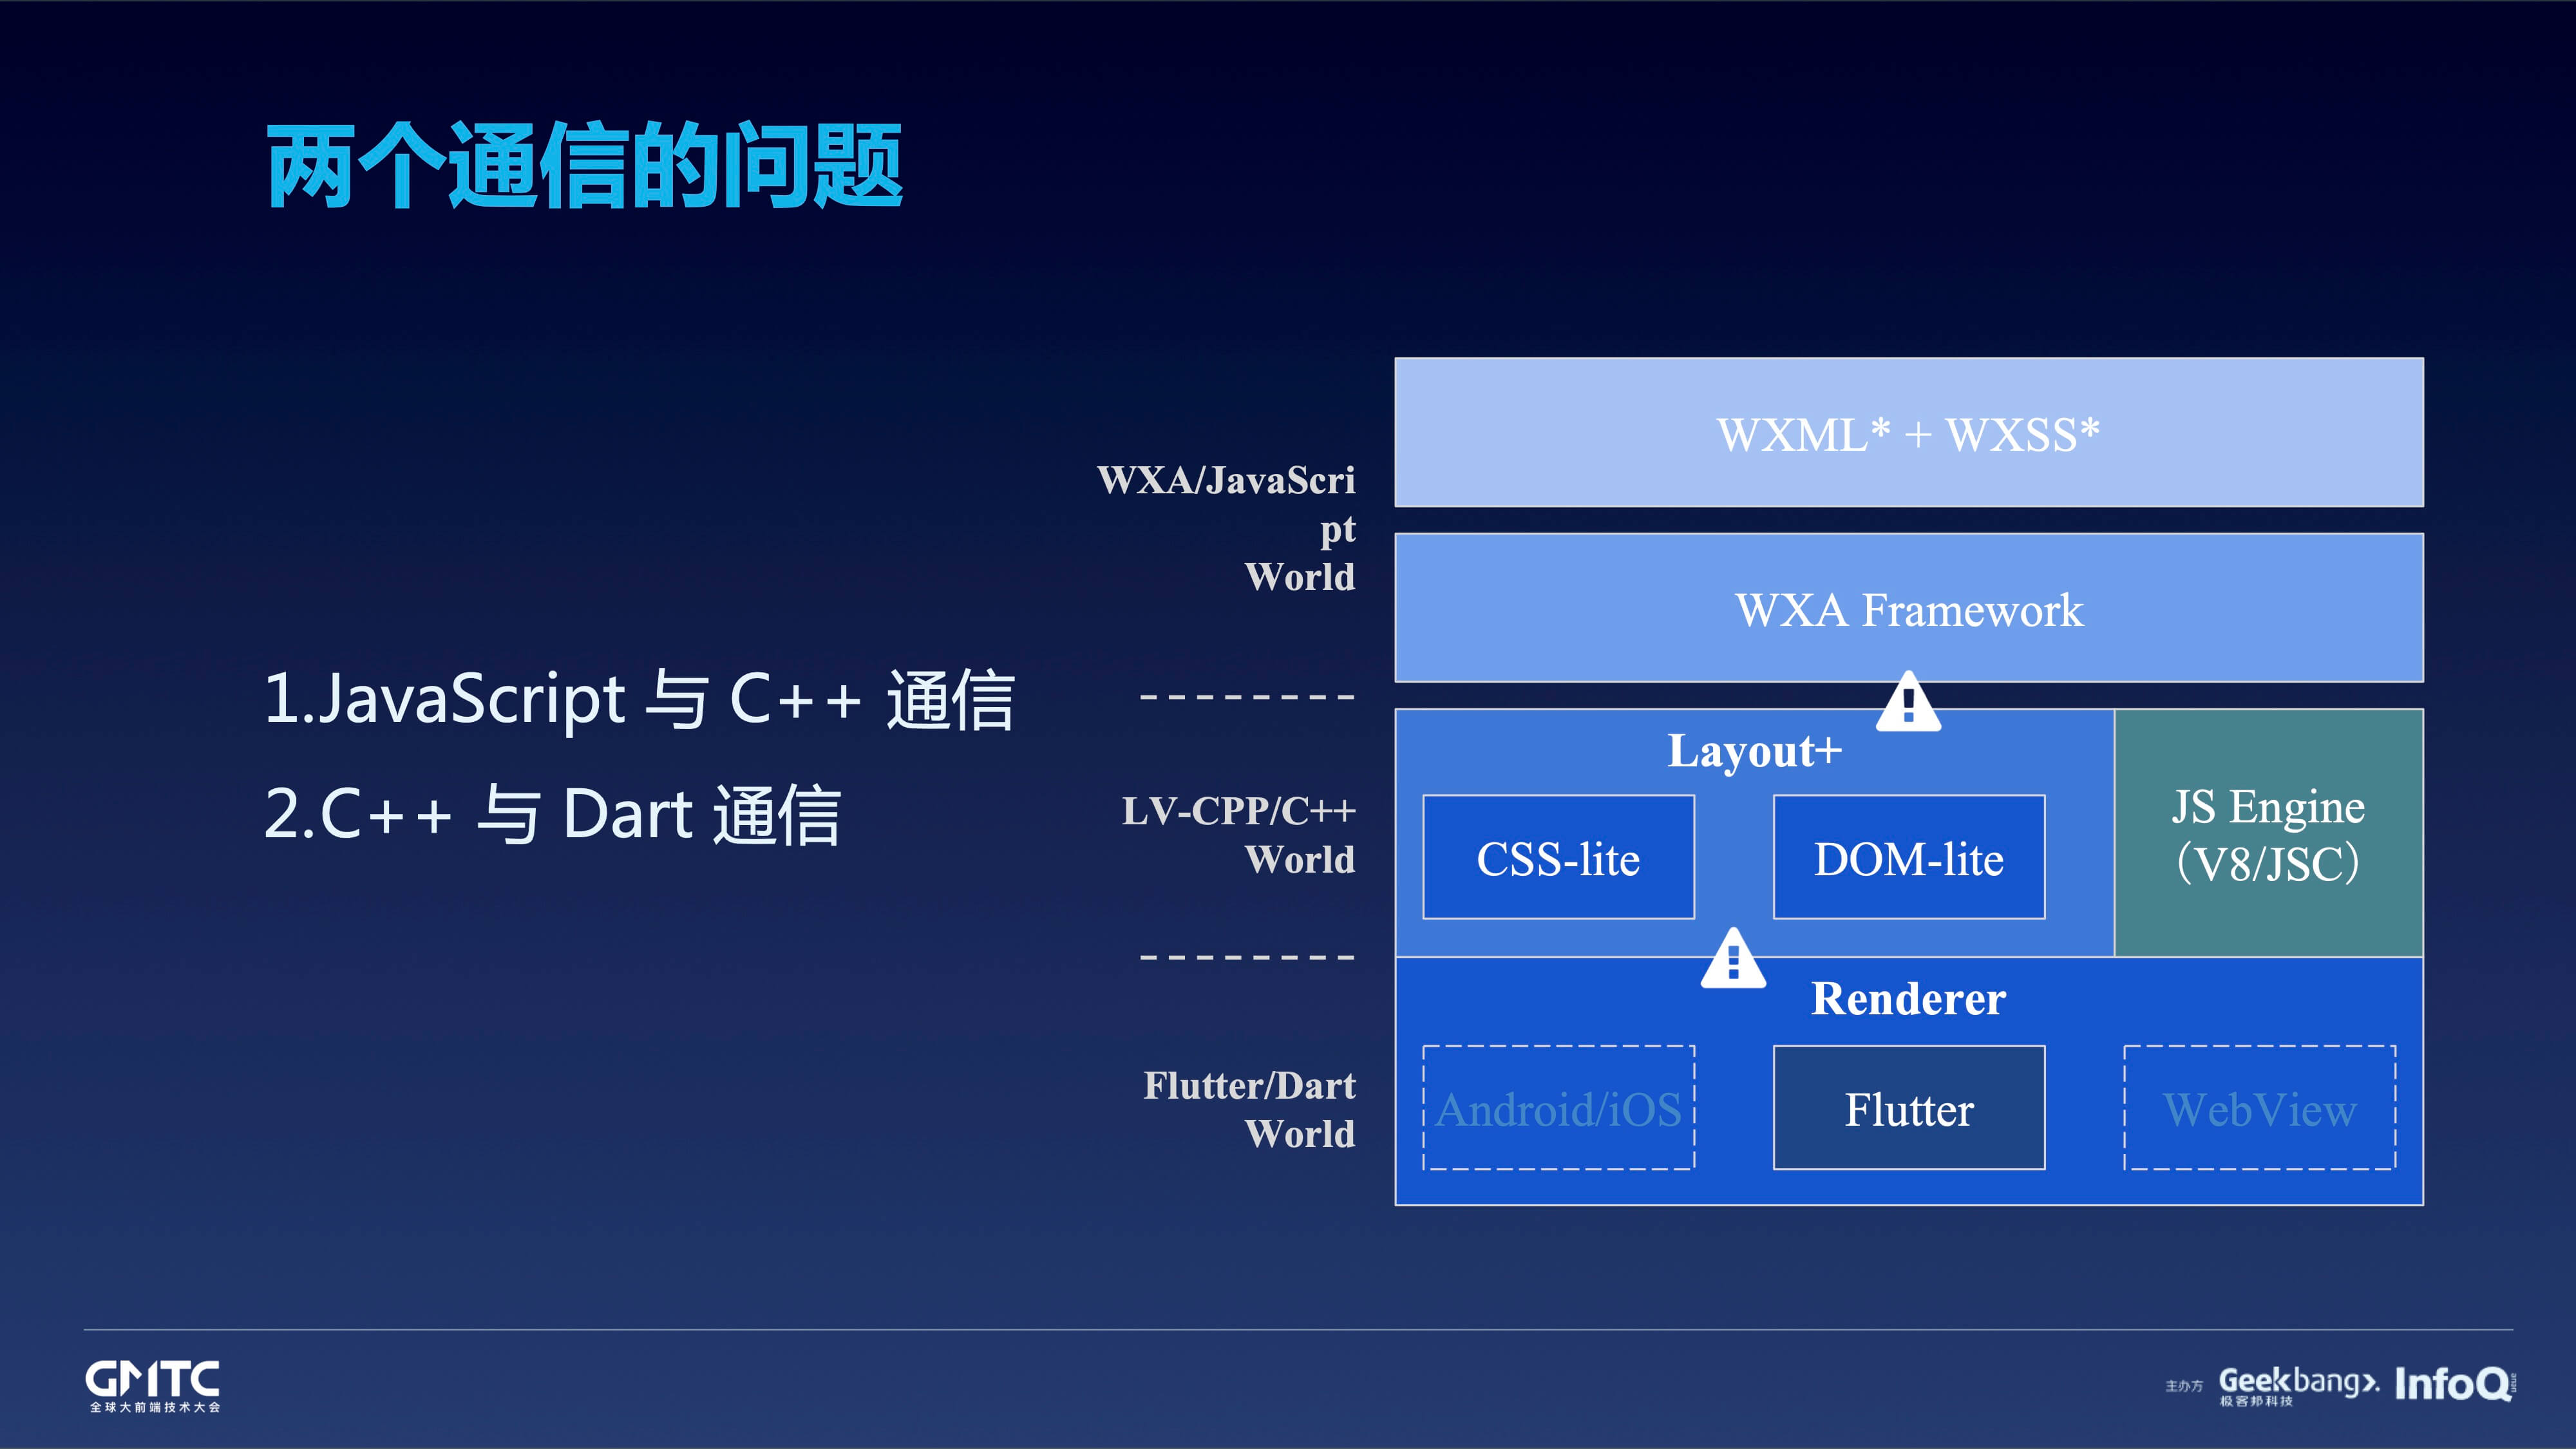 两个通信的问题
1.JavaScript 与 C++ 通信
2.C++ 与 Dart 通信
WXA/JavaScri
pt
World
--------
LV-CPP/C++
World
--------
Flutter/Dart
World
WXML* + WXSS*
WXA Framework
Layout+
CSS-lite
DOM-lite
JS Engine
（V8/JSC）
Renderer
Android/iOS
Flutter
WebView
GMTC
全球大前端技术大会
主办方
Geekbang>.
极客邦科技
InfoQ